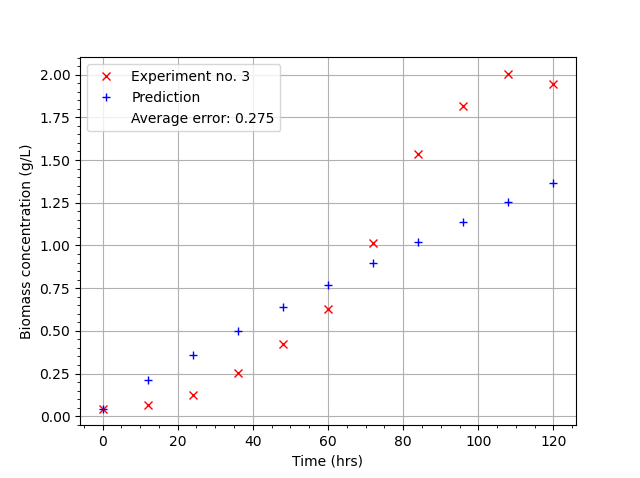 Experiment no. 3
Prediction
Average error: 0.275
2.00
1.75
1.50
1.25
1.00
0.75
0.50
0.25
0.00
Biomass concentration (g/L)
0 20 40 60 80 100 120
Time (hrs)